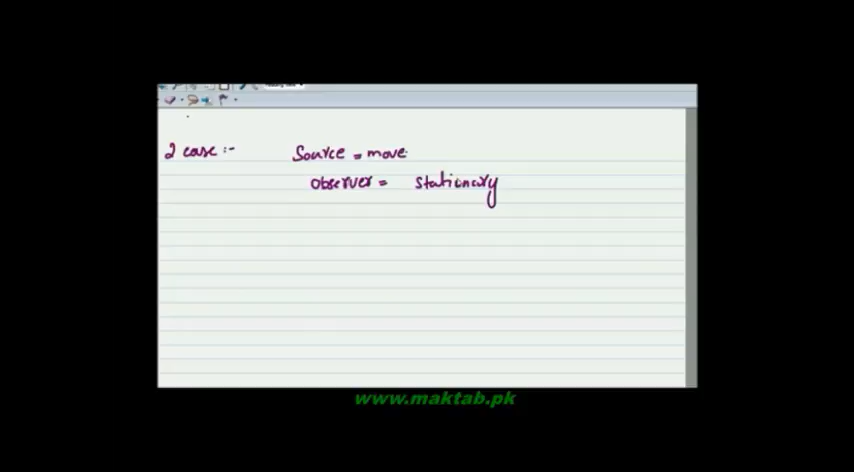 2 case :-
Source = move
observer = stationary
www.maktab.pk